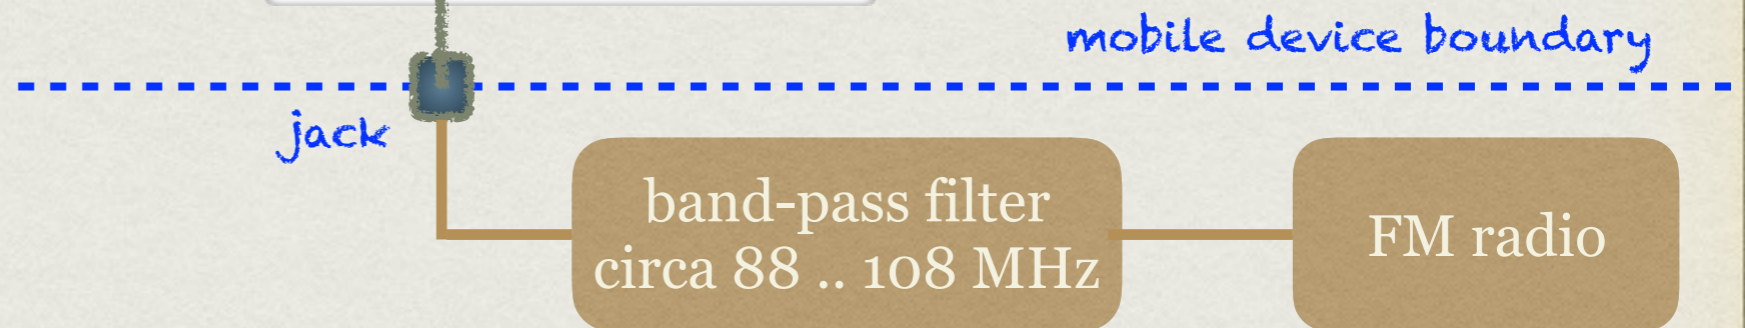 mobile device boundary
jack
band-pass filter
circa 88 .. 108 MHz
FM radio